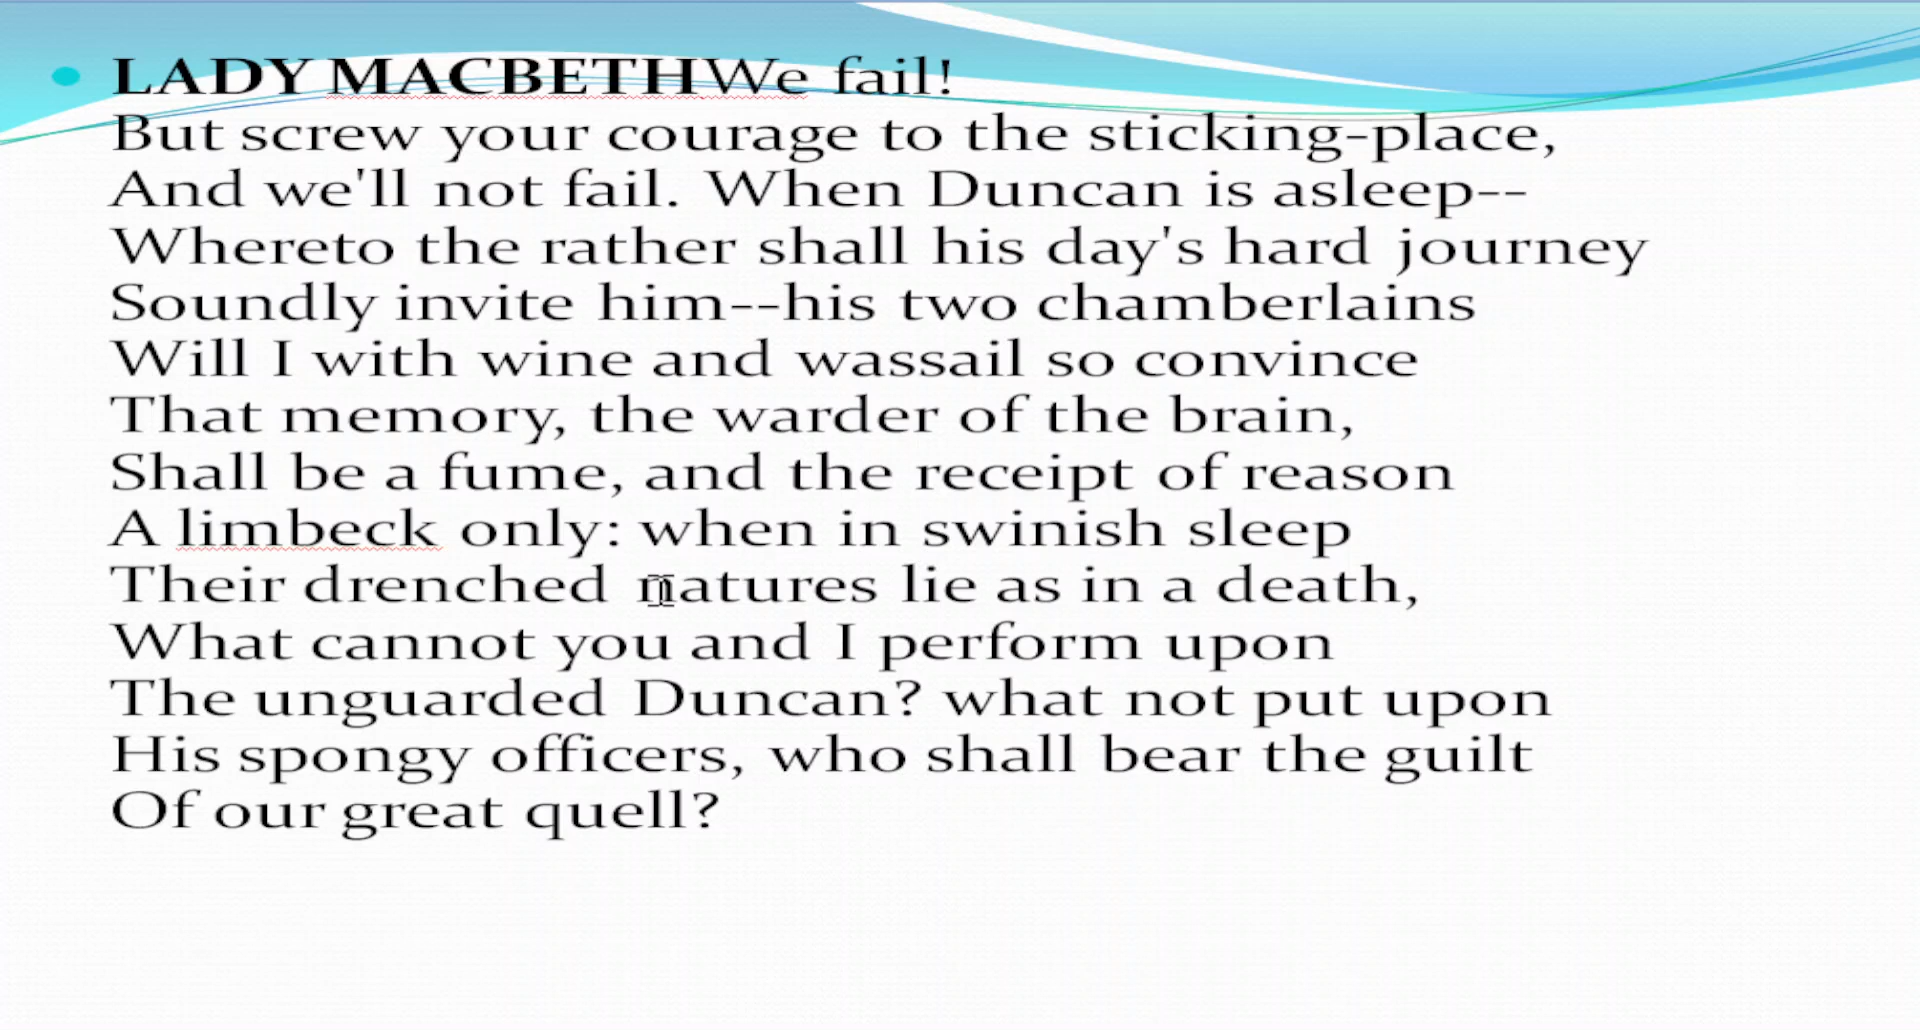 LADY MACBETHWe fail!
But screw your courage to the sticking-place,
And we'll not fail. When Duncan is asleep--
Whereto the rather shall his day's hard journey
Soundly invite him--his two chamberlains
Will I with wine and wassail so convince
That memory, the warder of the brain,
Shall be a fume, and the receipt of reason
A limbeck only: when in swinish sleep
Their drenched natures lie as in a death,
What cannot you and I perform upon
The unguarded Duncan? what not put upon
His spongy officers, who shall bear the guilt
Of our great quell?